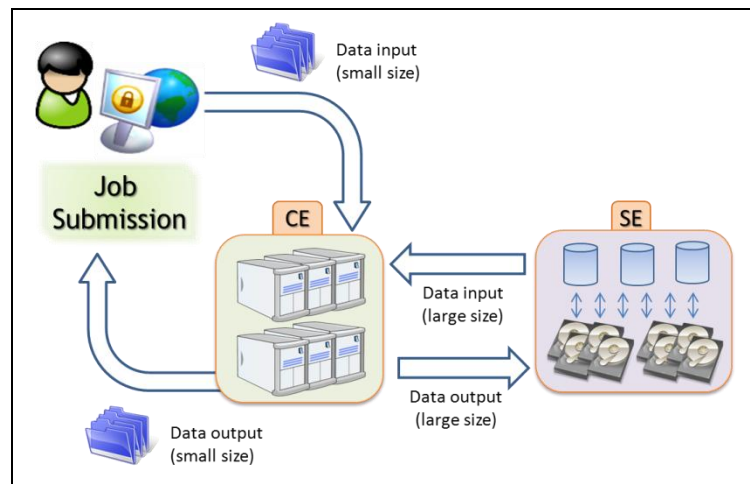 Data input
(small size)
Job
Submission
CE
SE
Data input
(large size)
Data output
(large size)
Data output
(small size)